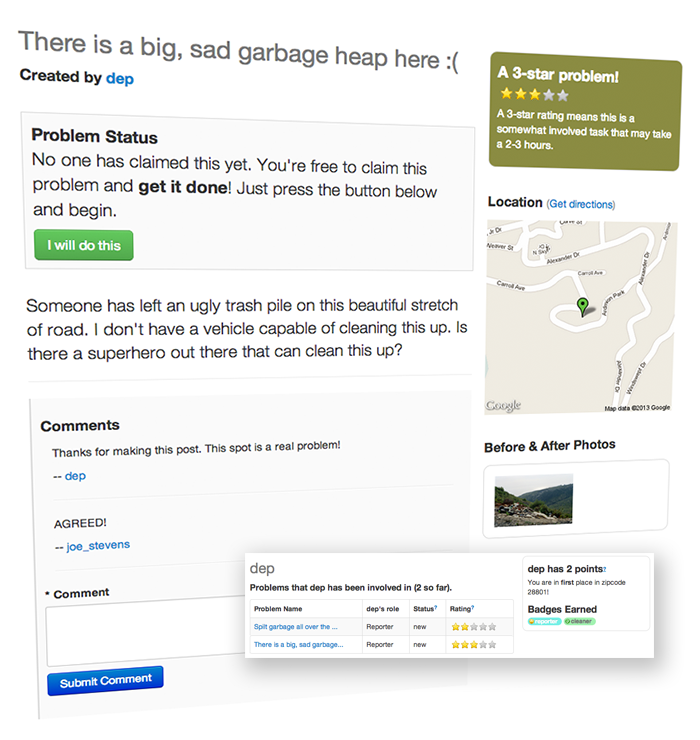 There is a big, sad garbage heap here :(
Created by dep
Problem Status
No one has claimed this yet. You're free to claim this
problem and get it done! Just press the button below
and begin.
I will do this
Someone has left an ugly trash pile on this beautiful stretch
of road. I don't have a vehicle capable of cleaning this up. Is
there a superhero out there that can clean this up?
Comments
Thanks for making this post. This spot is a real problem!
-- dep
AGREED!
-- joe_stevens
* Comment
Submit Comment
A 3-star problem!
A 3-star rating means this is a
somewhat involved task that may take
a 2-3 hours.
Location (Get directions)
Alexander Dr
Carroll Ave
Carroll Ave
Ardmion Park
Alexander Dr
Alexander Dr
Windswept Dr
Google
Map data ©2013 Google
Before & After Photos
dep
Problems that dep has been involved in (2 so far).
Problem Name dep's role Status? Rating?
Spilt garbage all over the ... Reporter new
There is a big, sad garbage... Reporter new
dep has 2 points?
You are in first place in zipcode
28801!
Badges Earned
reporter cleaner